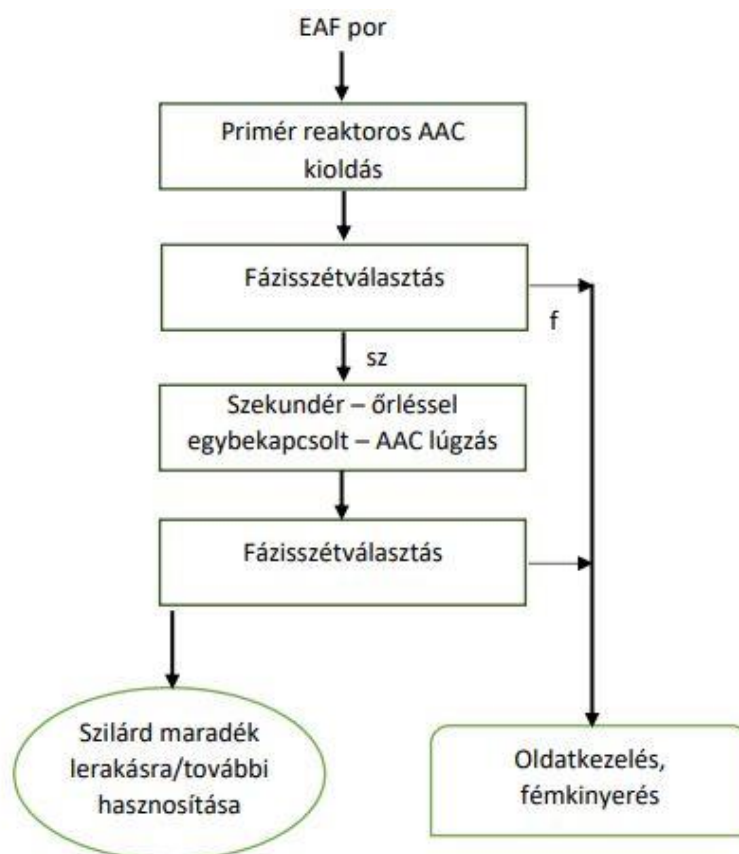 EAF por
Primér reaktoros AAC
kioldás
Fázisszétválasztás
f
sz
Szekundér – őrléssel
egybekapcsolt – AAC lúgzás
Fázisszétválasztás
Szilárd maradék
lerakásra/további
hasznosítása
Oldatkezelés,
fémkinyerés